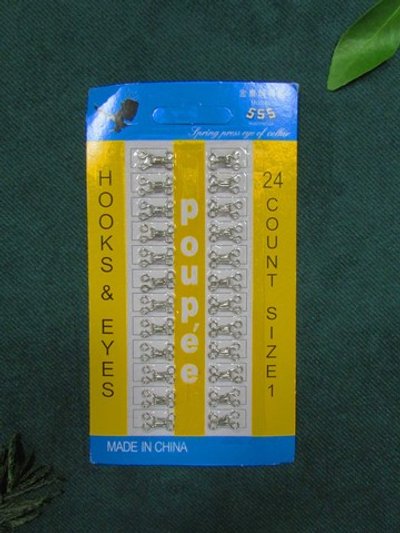 555
Spring press eye of collar
HOOKS & EYES
poupée
24 COUNT SIZE 1
MADE IN CHINA